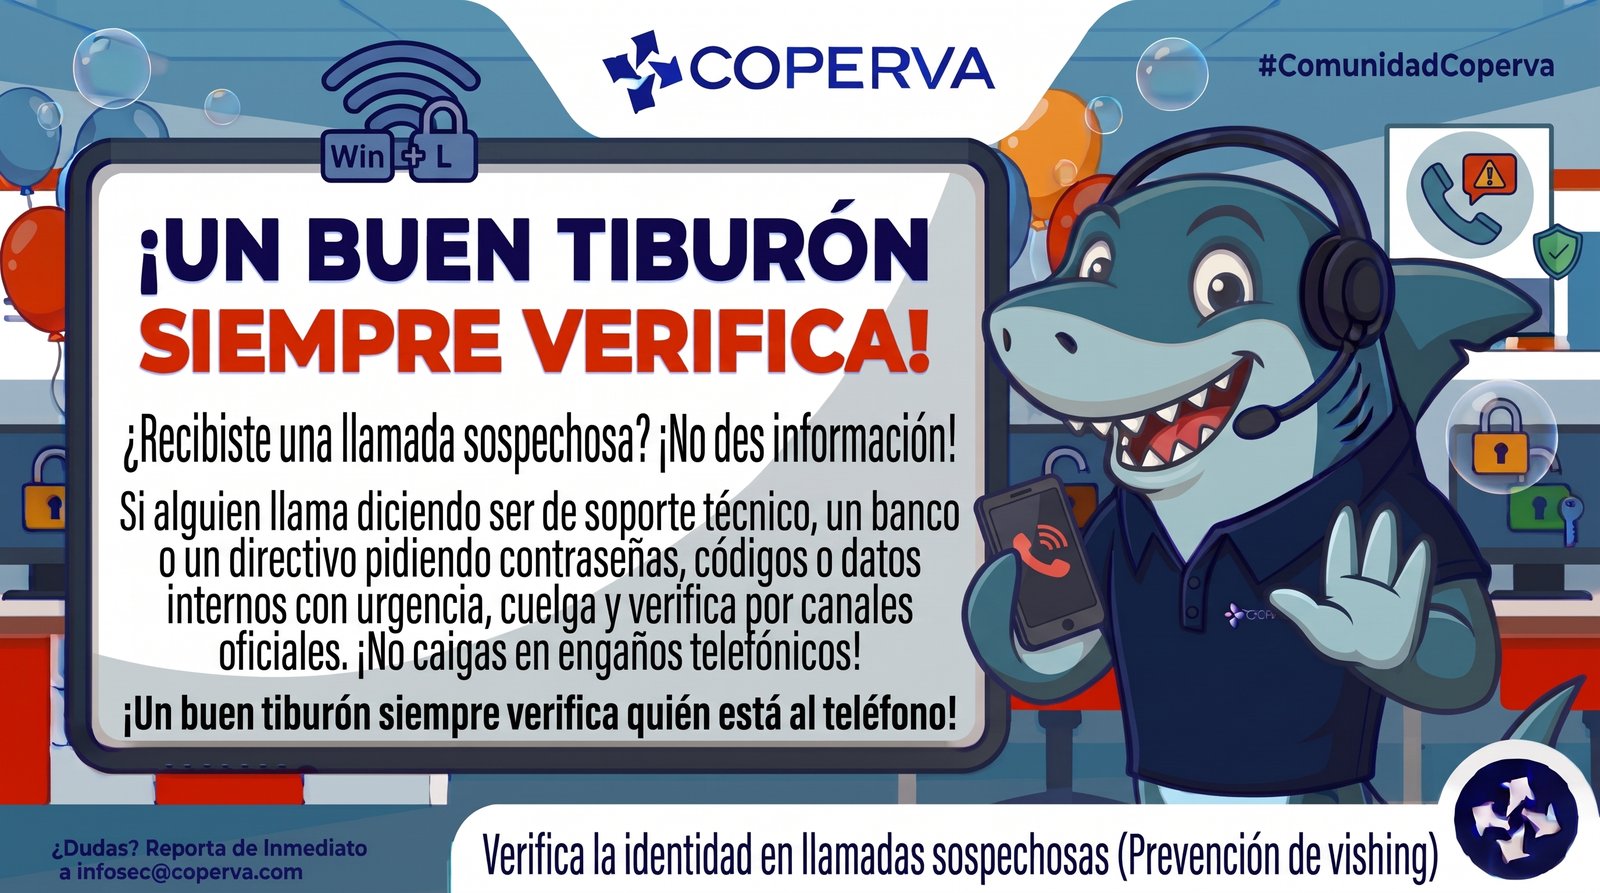 COPERVA
#ComunidadCoperva
Win + L
¡UN BUEN TIBURÓN
SIEMPRE VERIFICA!
¿Recibiste una llamada sospechosa? ¡No des información!
Si alguien llama diciendo ser de soporte técnico, un banco
o un directivo pidiendo contraseñas, códigos o datos
internos con urgencia, cuelga y verifica por canales
oficiales. ¡No caigas en engaños telefónicos!
¡Un buen tiburón siempre verifica quién está al teléfono!
¿Dudas? Reporta de Inmediato
a infosec@coperva.com
Verifica la identidad en llamadas sospechosas (Prevención de vishing)